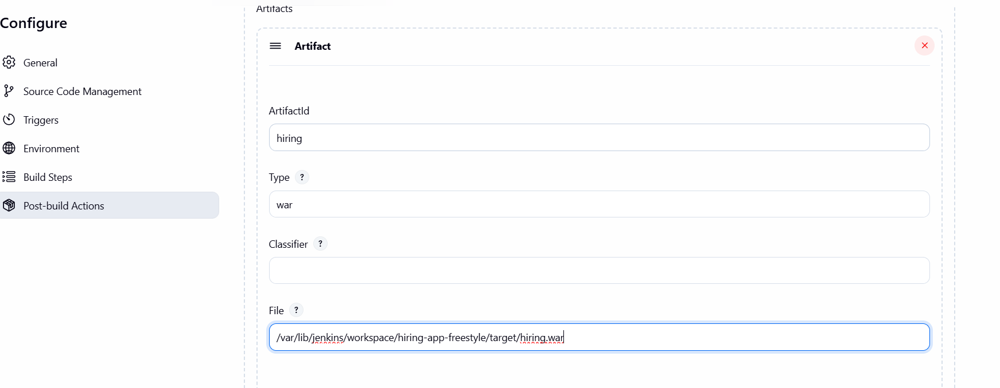 Artifacts
Configure
Artifact
General
Source Code Management
ArtifactId
Triggers
hiring
Environment
Build Steps
Type ?
war
Post-build Actions
Classifier ?
File ?
/var/lib/jenkins/workspace/hiring-app-freestyle/target/hiring.war